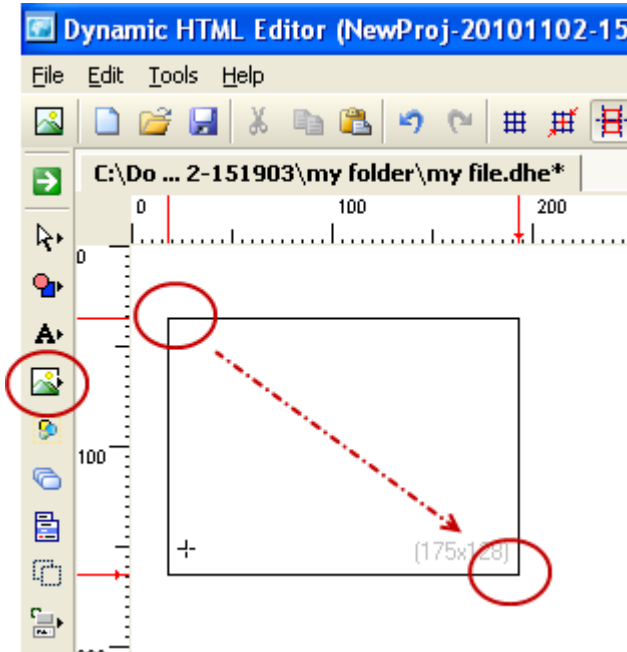 Dynamic HTML Editor (NewProj-20101102-15
File Edit Tools Help
C:\Do ... 2-151903\my folder\my file.dhe*
0 100 200
0
A
100
(175x128)